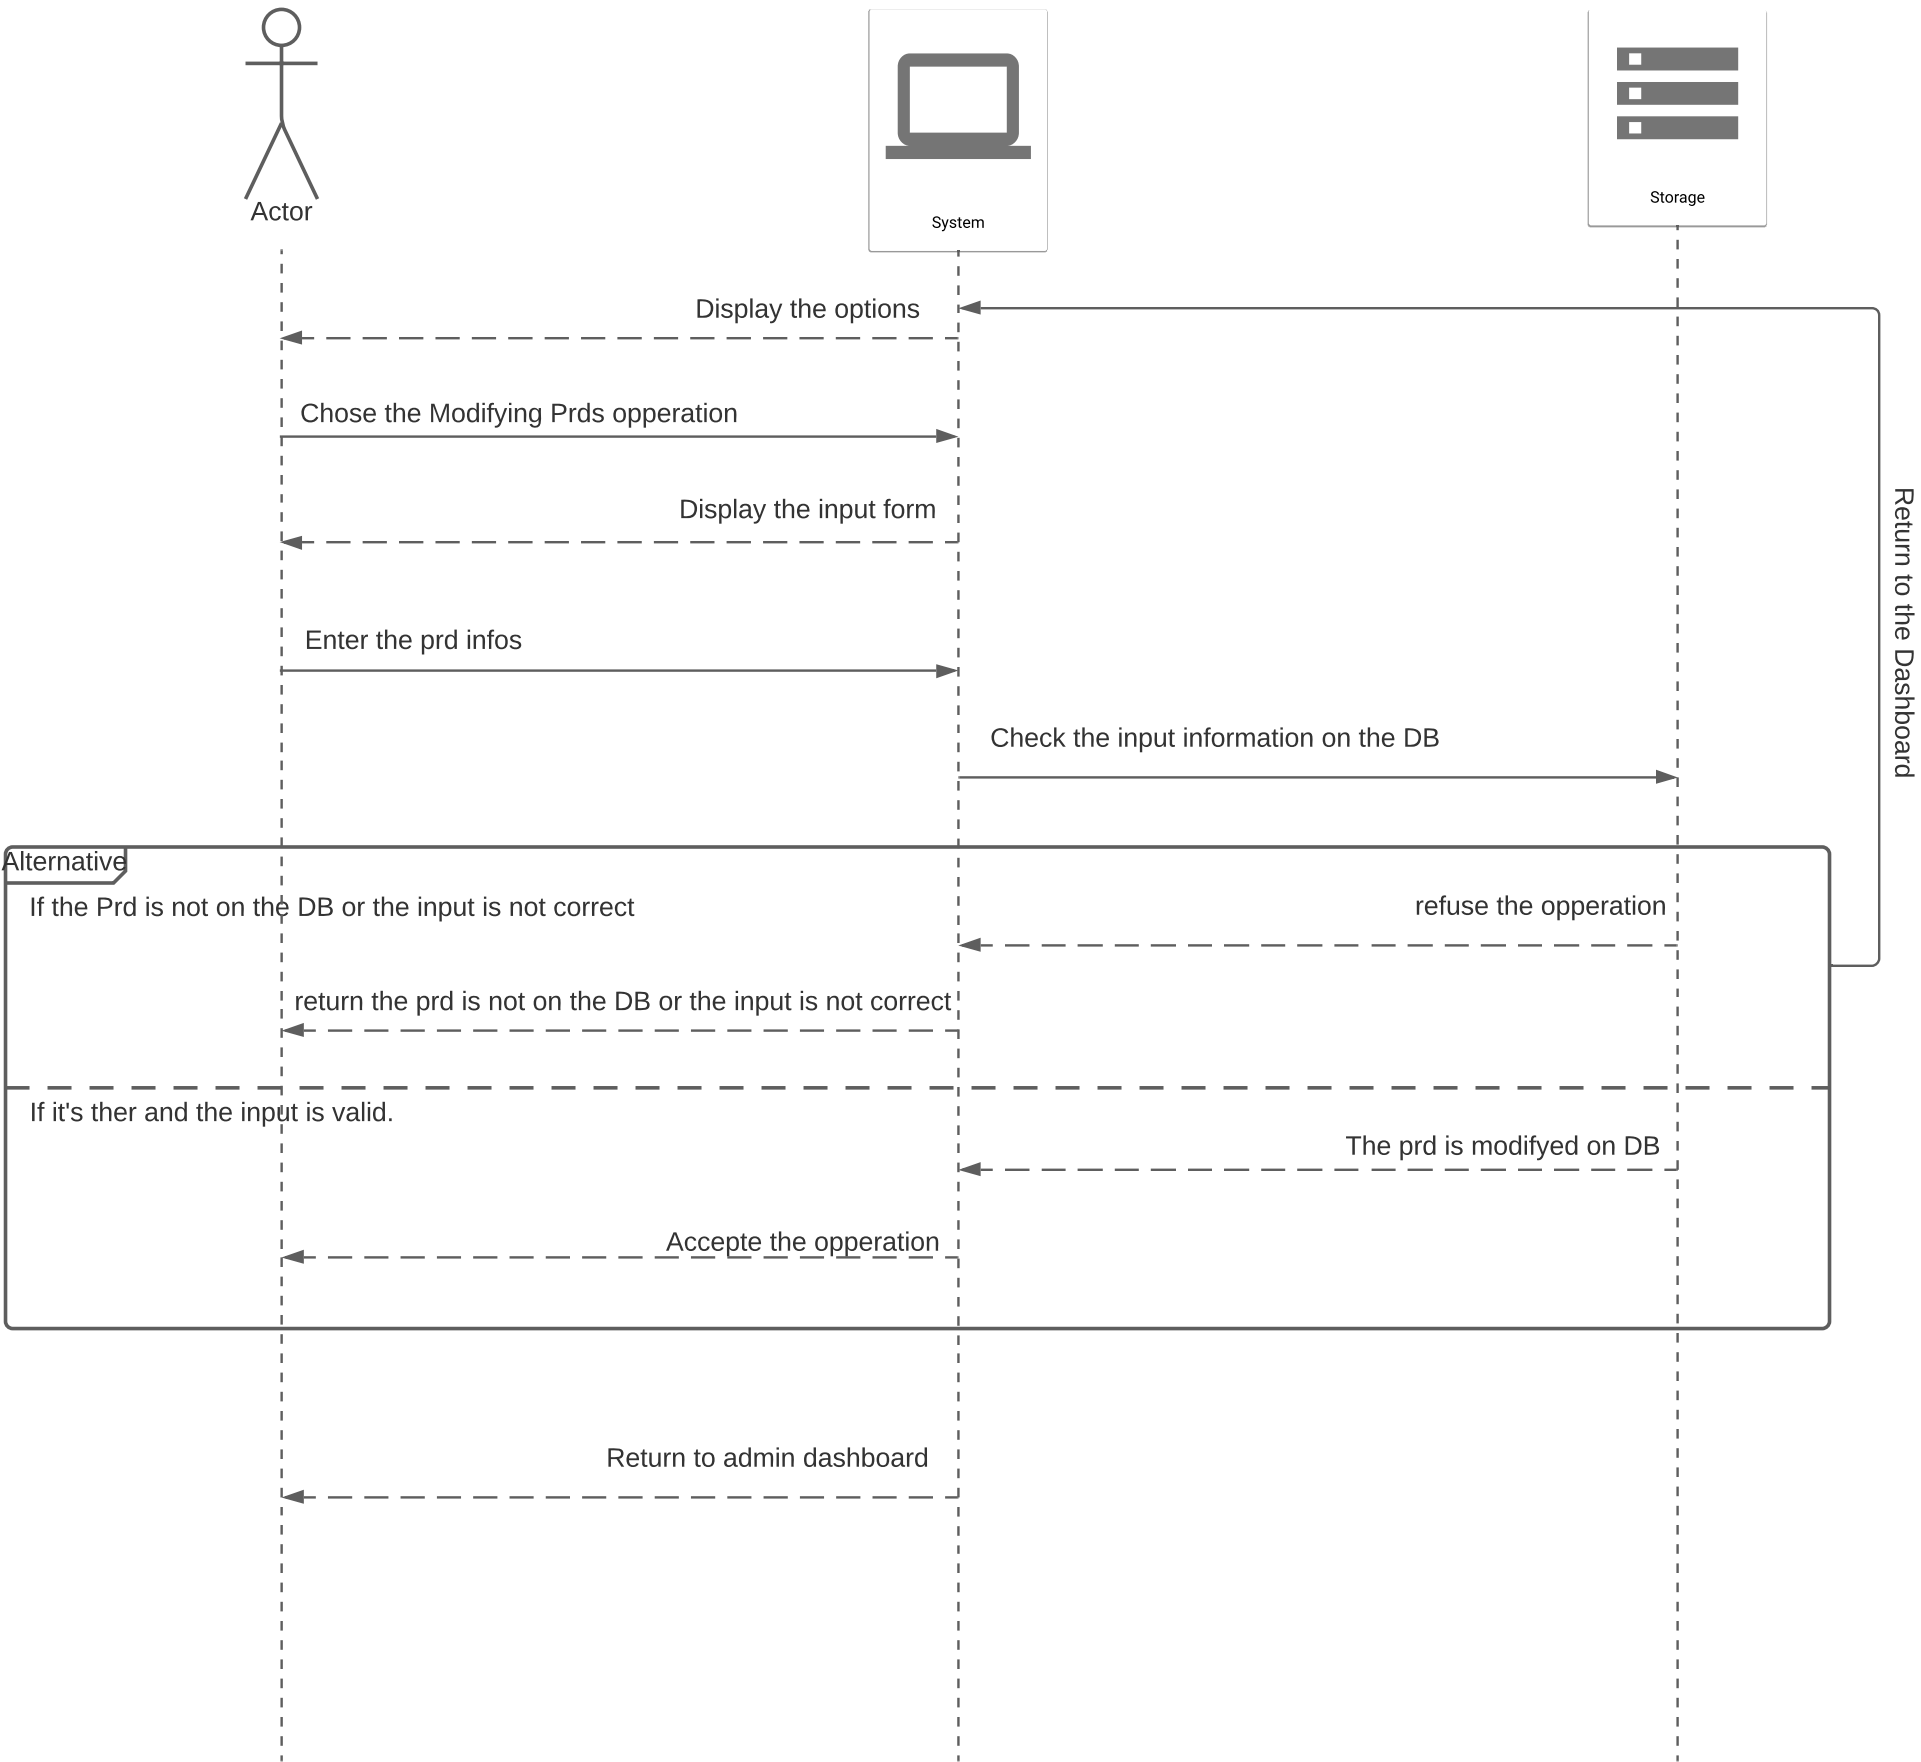 Actor
System
Storage
Display the options
Chose the Modifying Prds opperation
Display the input form
Enter the prd infos
Return to the Dashboard
Check the input information on the DB
Alternative
If the Prd is not on the DB or the input is not correct
refuse the opperation
return the prd is not on the DB or the input is not correct
If it's ther and the input is valid.
The prd is modifyed on DB
Accepte the opperation
Return to admin dashboard